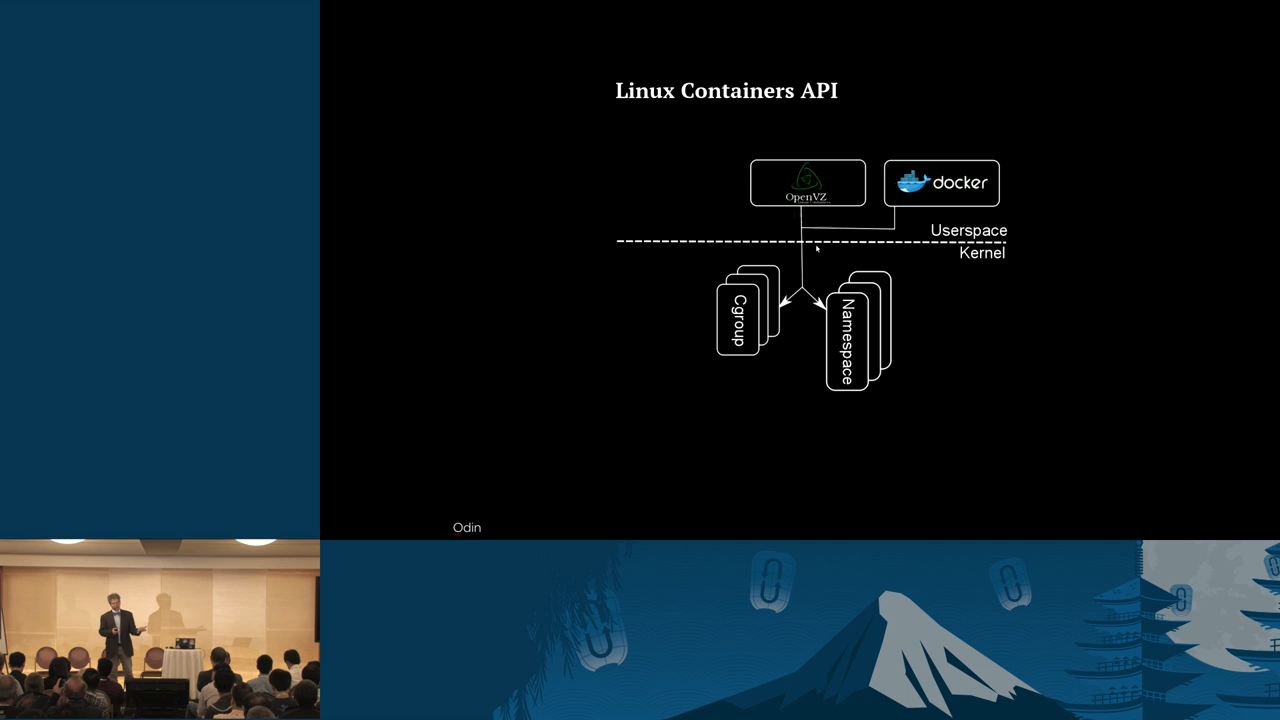 Linux Containers API
OpenVZ
docker
Userspace
Kernel
Cgroup
Namespace
Odin